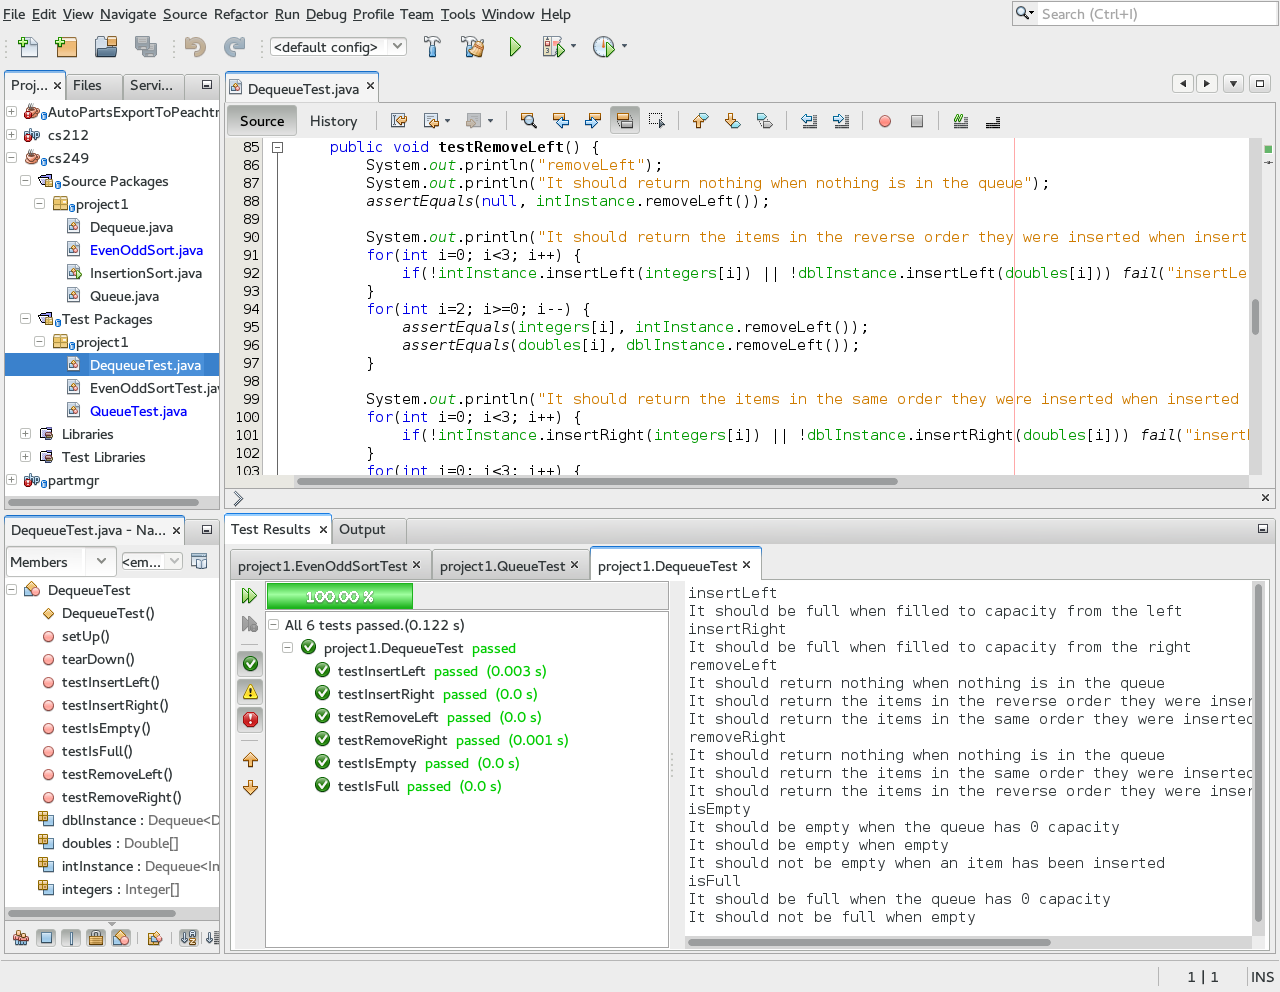 File Edit View Navigate Source Refactor Run Debug Profile Team Tools Window Help
Search (Ctrl+I)
<default config>
Proj... × Files Servi...
AutoPartsExportToPeachtr
cs212
cs249
Source Packages
project1
Dequeue.java
EvenOddSort.java
InsertionSort.java
Queue.java
Test Packages
project1
DequeueTest.java
EvenOddSortTest.jav
QueueTest.java
Libraries
Test Libraries
partmgr
DequeueTest.java ×
Source History
85 public void testRemoveLeft() {
86 System.out.println("removeLeft");
87 System.out.println("It should return nothing when nothing is in the queue");
88 assertEquals(null, intInstance.removeLeft());
89
90 System.out.println("It should return the items in the reverse order they were inserted when insert
91 for(int i=0; i<3; i++) {
92 if(!intInstance.insertLeft(integers[i]) || !dblInstance.insertLeft(doubles[i])) fail("insertLe
93 }
94 for(int i=2; i>=0; i--) {
95 assertEquals(integers[i], intInstance.removeLeft());
96 assertEquals(doubles[i], dblInstance.removeLeft());
97 }
98
99 System.out.println("It should return the items in the same order they were inserted when inserted
100 for(int i=0; i<3; i++) {
101 if(!intInstance.insertRight(integers[i]) || !dblInstance.insertRight(doubles[i])) fail("insert
102 }
103 for(int i=0; i<3; i++) {
DequeueTest.java - Na... ×
Members <em...
DequeueTest
DequeueTest()
setUp()
tearDown()
testInsertLeft()
testInsertRight()
testIsEmpty()
testIsFull()
testRemoveLeft()
testRemoveRight()
dblInstance : Dequeue<D
doubles : Double[]
intInstance : Dequeue<In
integers : Integer[]
Test Results × Output
project1.EvenOddSortTest × project1.QueueTest × project1.DequeueTest ×
100.00 %
All 6 tests passed.(0.122 s)
project1.DequeueTest passed
testInsertLeft passed (0.003 s)
testInsertRight passed (0.0 s)
testRemoveLeft passed (0.0 s)
testRemoveRight passed (0.001 s)
testIsEmpty passed (0.0 s)
testIsFull passed (0.0 s)
insertLeft
It should be full when filled to capacity from the left
insertRight
It should be full when filled to capacity from the right
removeLeft
It should return nothing when nothing is in the queue
It should return the items in the reverse order they were inser
It should return the items in the same order they were inserted
removeRight
It should return nothing when nothing is in the queue
It should return the items in the same order they were inserted
It should return the items in the reverse order they were inser
isEmpty
It should be empty when the queue has 0 capacity
It should be empty when empty
It should not be empty when an item has been inserted
isFull
It should be full when the queue has 0 capacity
It should not be full when empty
1 | 1 INS